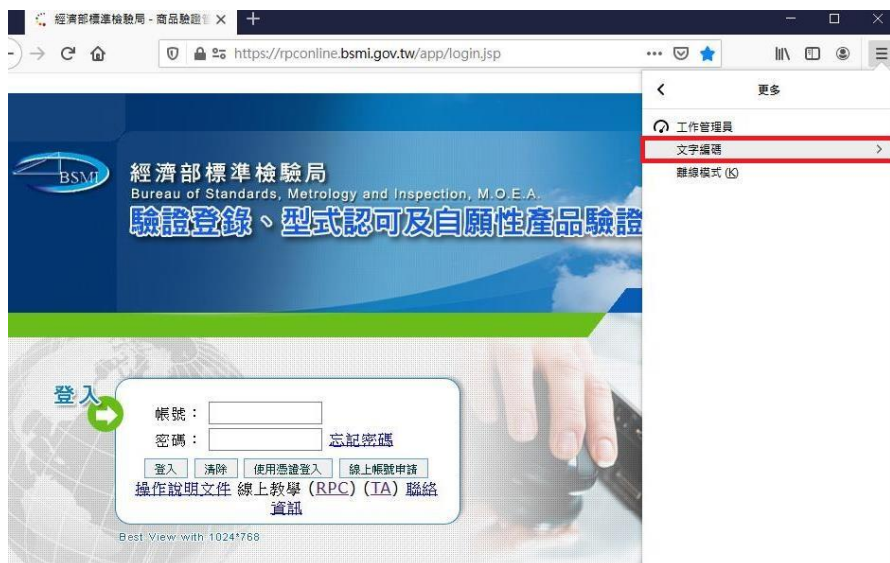 經濟部標準檢驗局 - 商品驗證
https://rpconline.bsmi.gov.tw/app/login.jsp
更多
工作管理員
文字編碼
離線模式 (K)
BSMI
經濟部標準檢驗局
Bureau of Standards, Metrology and Inspection, M.O.E.A.
驗證登錄、型式認可及自願性產品驗證
登入
帳號：
密碼： 忘記密碼
登入 清除 使用憑證登入 線上帳號申請
操作說明文件 線上教學 (RPC) (TA) 聯絡
資訊
Best View with 1024*768